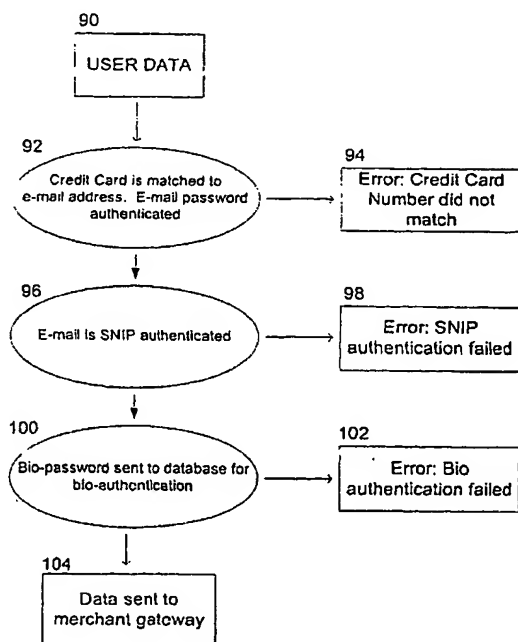 90
USER DATA
92
Credit Card is matched to
e-mail address. E-mail password
authenticated
94
Error: Credit Card
Number did not
match
96
E-mail is SNIP authenticated
98
Error: SNIP
authentication failed
100
Bio-password sent to database for
bio-authentication
102
Error: Bio
authentication failed
104
Data sent to
merchant gateway